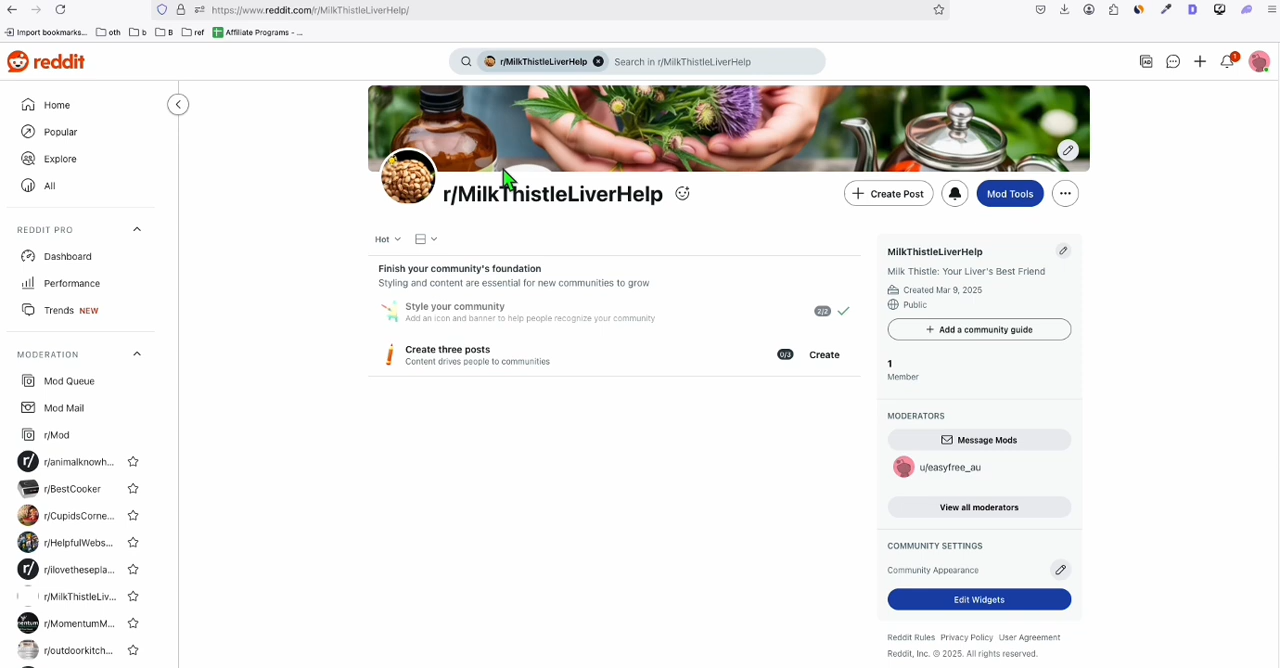 https://www.reddit.com/r/MilkThistleLiverHelp/
Import bookmarks...
oth
b
B
ref
Affiliate Programs - ...
reddit
r/MilkThistleLiverHelp
Search in r/MilkThistleLiverHelp
1
Home
Popular
Explore
All
REDDIT PRO
Dashboard
Performance
Trends NEW
MODERATION
Mod Queue
Mod Mail
r/Mod
r/animalknowh...
r/BestCooker
r/CupidsCorne...
r/HelpfulWebs...
r/ilovethesepla...
r/MilkThistleLiv...
r/MomentumM...
r/outdoorkitch...
r/MilkThistleLiverHelp
Create Post
Mod Tools
Hot
Finish your community's foundation
Styling and content are essential for new communities to grow
Style your community
Add an icon and banner to help people recognize your community
2/2
Create three posts
Content drives people to communities
0/3
Create
MilkThistleLiverHelp
Milk Thistle: Your Liver's Best Friend
Created Mar 9, 2025
Public
Add a community guide
1
Member
MODERATORS
Message Mods
u/easyfree_au
View all moderators
COMMUNITY SETTINGS
Community Appearance
Edit Widgets
Reddit Rules Privacy Policy User Agreement
Reddit, Inc. © 2025. All rights reserved.